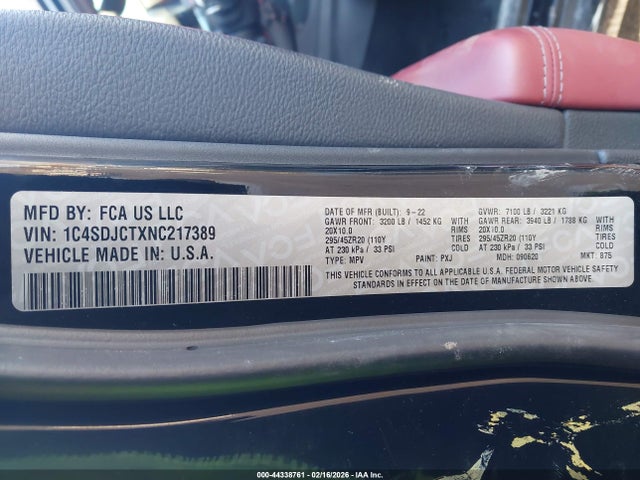 MFD BY: FCA US LLC
VIN: 1C4SDJCTXNC217389
VEHICLE MADE IN: U.S.A.
DATE OF MFR (BUILT): 9-22 GVWR: 7100 LB / 3221 KG
GAWR FRONT: 3200 LB / 1452 KG WITH GAWR REAR: 3940 LB / 1788 KG WITH
20X10.0 RIMS 20X10.0 RIMS
295/45ZR20 (110Y TIRES 295/45ZR20 (110Y TIRES
AT 230 kPa / 33 PSI COLD AT 230 kPa / 33 PSI COLD
TYPE: MPV PAINT: PXJ MDH: 090620 MKT: 875
THIS VEHICLE CONFORMS TO ALL APPLICABLE U.S.A. FEDERAL MOTOR VEHICLE SAFETY
STANDARDS IN EFFECT ON THE DATE OF MANUFACTURE SHOWN ABOVE.
000-44338761 - 02/16/2026 - IAAI Corp.